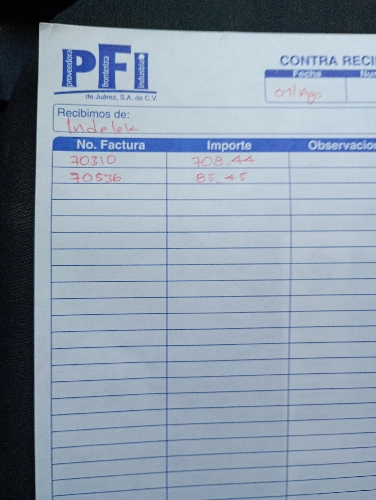 PFI
proveedora fronteriza industrial
de Juárez, S.A. de C.V.
CONTRA RECI
Fecha
01/Ago
Recibimos de:
Indelek
No. Factura Importe Observacion
70310 708.44
70536 85.45